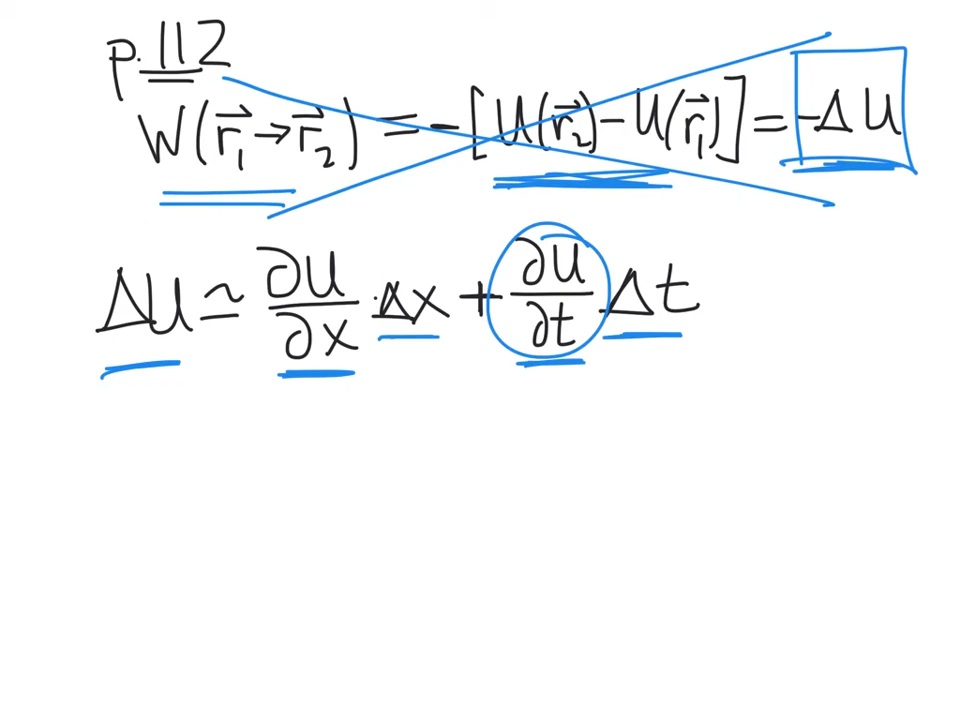 p.112
W(r⃗₁→r⃗₂) = -[U(r⃗₂)-U(r⃗₁)] = -ΔU
ΔU ≃ ∂U/∂x · Δx + ∂U/∂t Δt